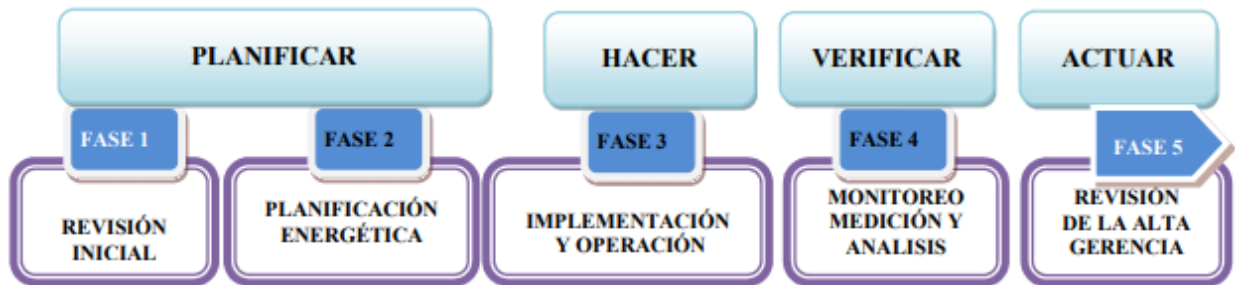 PLANIFICAR
HACER
VERIFICAR
ACTUAR
FASE 1
FASE 2
FASE 3
FASE 4
FASE 5
REVISIÓN
INICIAL
PLANIFICACIÓN
ENERGÉTICA
IMPLEMENTACIÓN
Y OPERACIÓN
MONITOREO
MEDICIÓN Y
ANALISIS
REVISIÓN
DE LA ALTA
GERENCIA